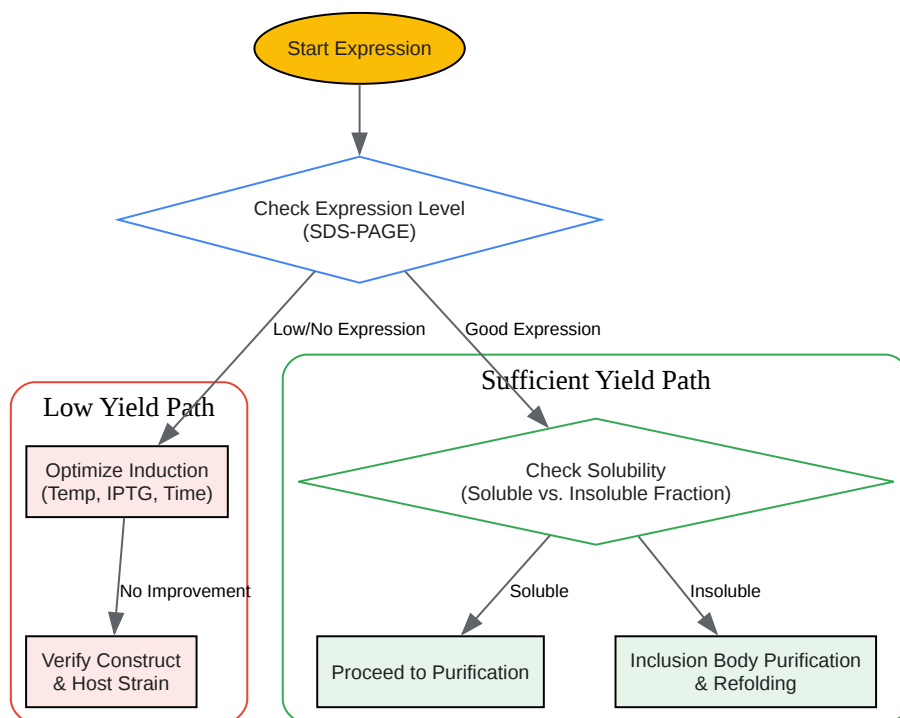 Start Expression
Check Expression Level
(SDS-PAGE)
Low/No Expression
Good Expression
Low Yield Path
Optimize Induction
(Temp, IPTG, Time)
No Improvement
Verify Construct
& Host Strain
Sufficient Yield Path
Check Solubility
(Soluble vs. Insoluble Fraction)
Soluble
Insoluble
Proceed to Purification
Inclusion Body Purification
& Refolding